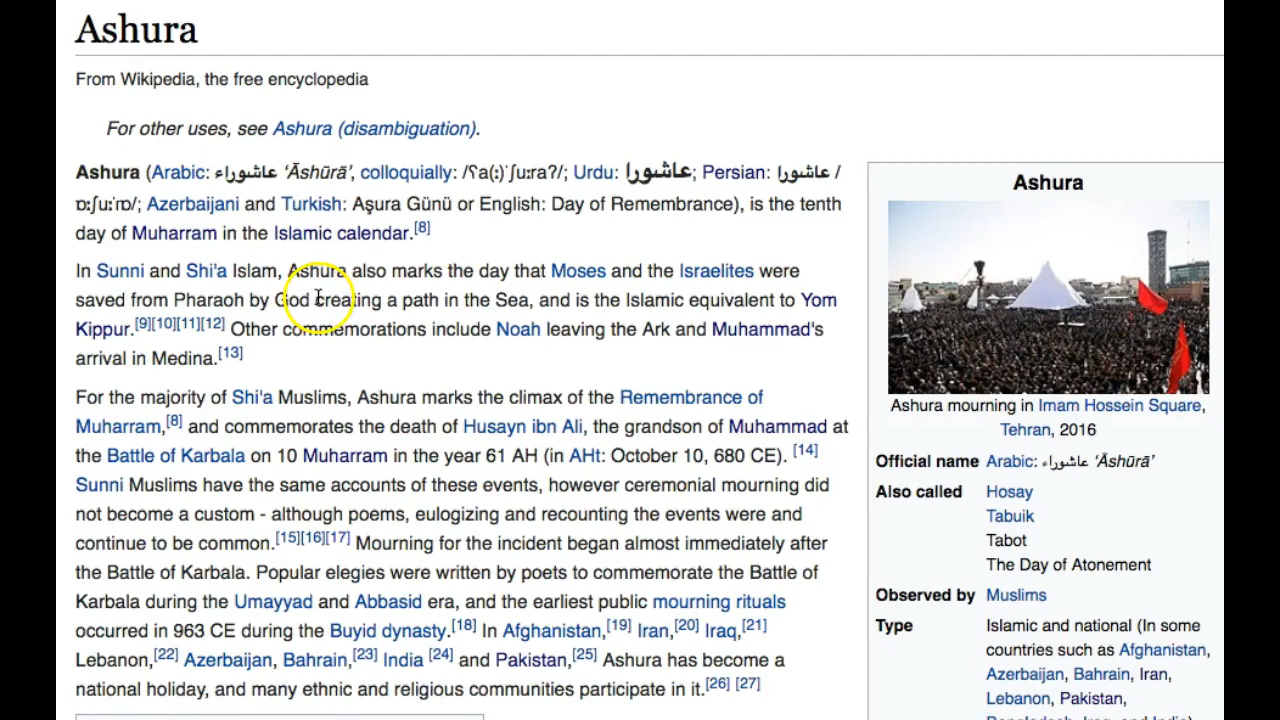 Ashura
From Wikipedia, the free encyclopedia
For other uses, see Ashura (disambiguation).
Ashura (Arabic: عاشوراء ‘Āshūrā’, colloquially: /ʕa(ː)ˈʃuːraʔ/; Urdu: عاشورا; Persian: عاشورا /
ɒːʃuːˈrɒ/; Azerbaijani and Turkish: Aşura Günü or English: Day of Remembrance), is the tenth
day of Muharram in the Islamic calendar.[8]
In Sunni and Shi'a Islam, Ashura also marks the day that Moses and the Israelites were
saved from Pharaoh by God creating a path in the Sea, and is the Islamic equivalent to Yom
Kippur.[9][10][11][12] Other commemorations include Noah leaving the Ark and Muhammad's
arrival in Medina.[13]
For the majority of Shi'a Muslims, Ashura marks the climax of the Remembrance of
Muharram,[8] and commemorates the death of Husayn ibn Ali, the grandson of Muhammad at
the Battle of Karbala on 10 Muharram in the year 61 AH (in AHt: October 10, 680 CE). [14]
Sunni Muslims have the same accounts of these events, however ceremonial mourning did
not become a custom - although poems, eulogizing and recounting the events were and
continue to be common.[15][16][17] Mourning for the incident began almost immediately after
the Battle of Karbala. Popular elegies were written by poets to commemorate the Battle of
Karbala during the Umayyad and Abbasid era, and the earliest public mourning rituals
occurred in 963 CE during the Buyid dynasty.[18] In Afghanistan,[19] Iran,[20] Iraq,[21]
Lebanon,[22] Azerbaijan, Bahrain,[23] India [24] and Pakistan,[25] Ashura has become a
national holiday, and many ethnic and religious communities participate in it.[26] [27]
Ashura
Ashura mourning in Imam Hossein Square,
Tehran, 2016
Official name Arabic: عاشوراء ‘Āshūrā’
Also called Hosay
Tabuik
Tabot
The Day of Atonement
Observed by Muslims
Type Islamic and national (In some
countries such as Afghanistan,
Azerbaijan, Bahrain, Iran,
Lebanon, Pakistan,
Bangladesh, Iraq, and India)